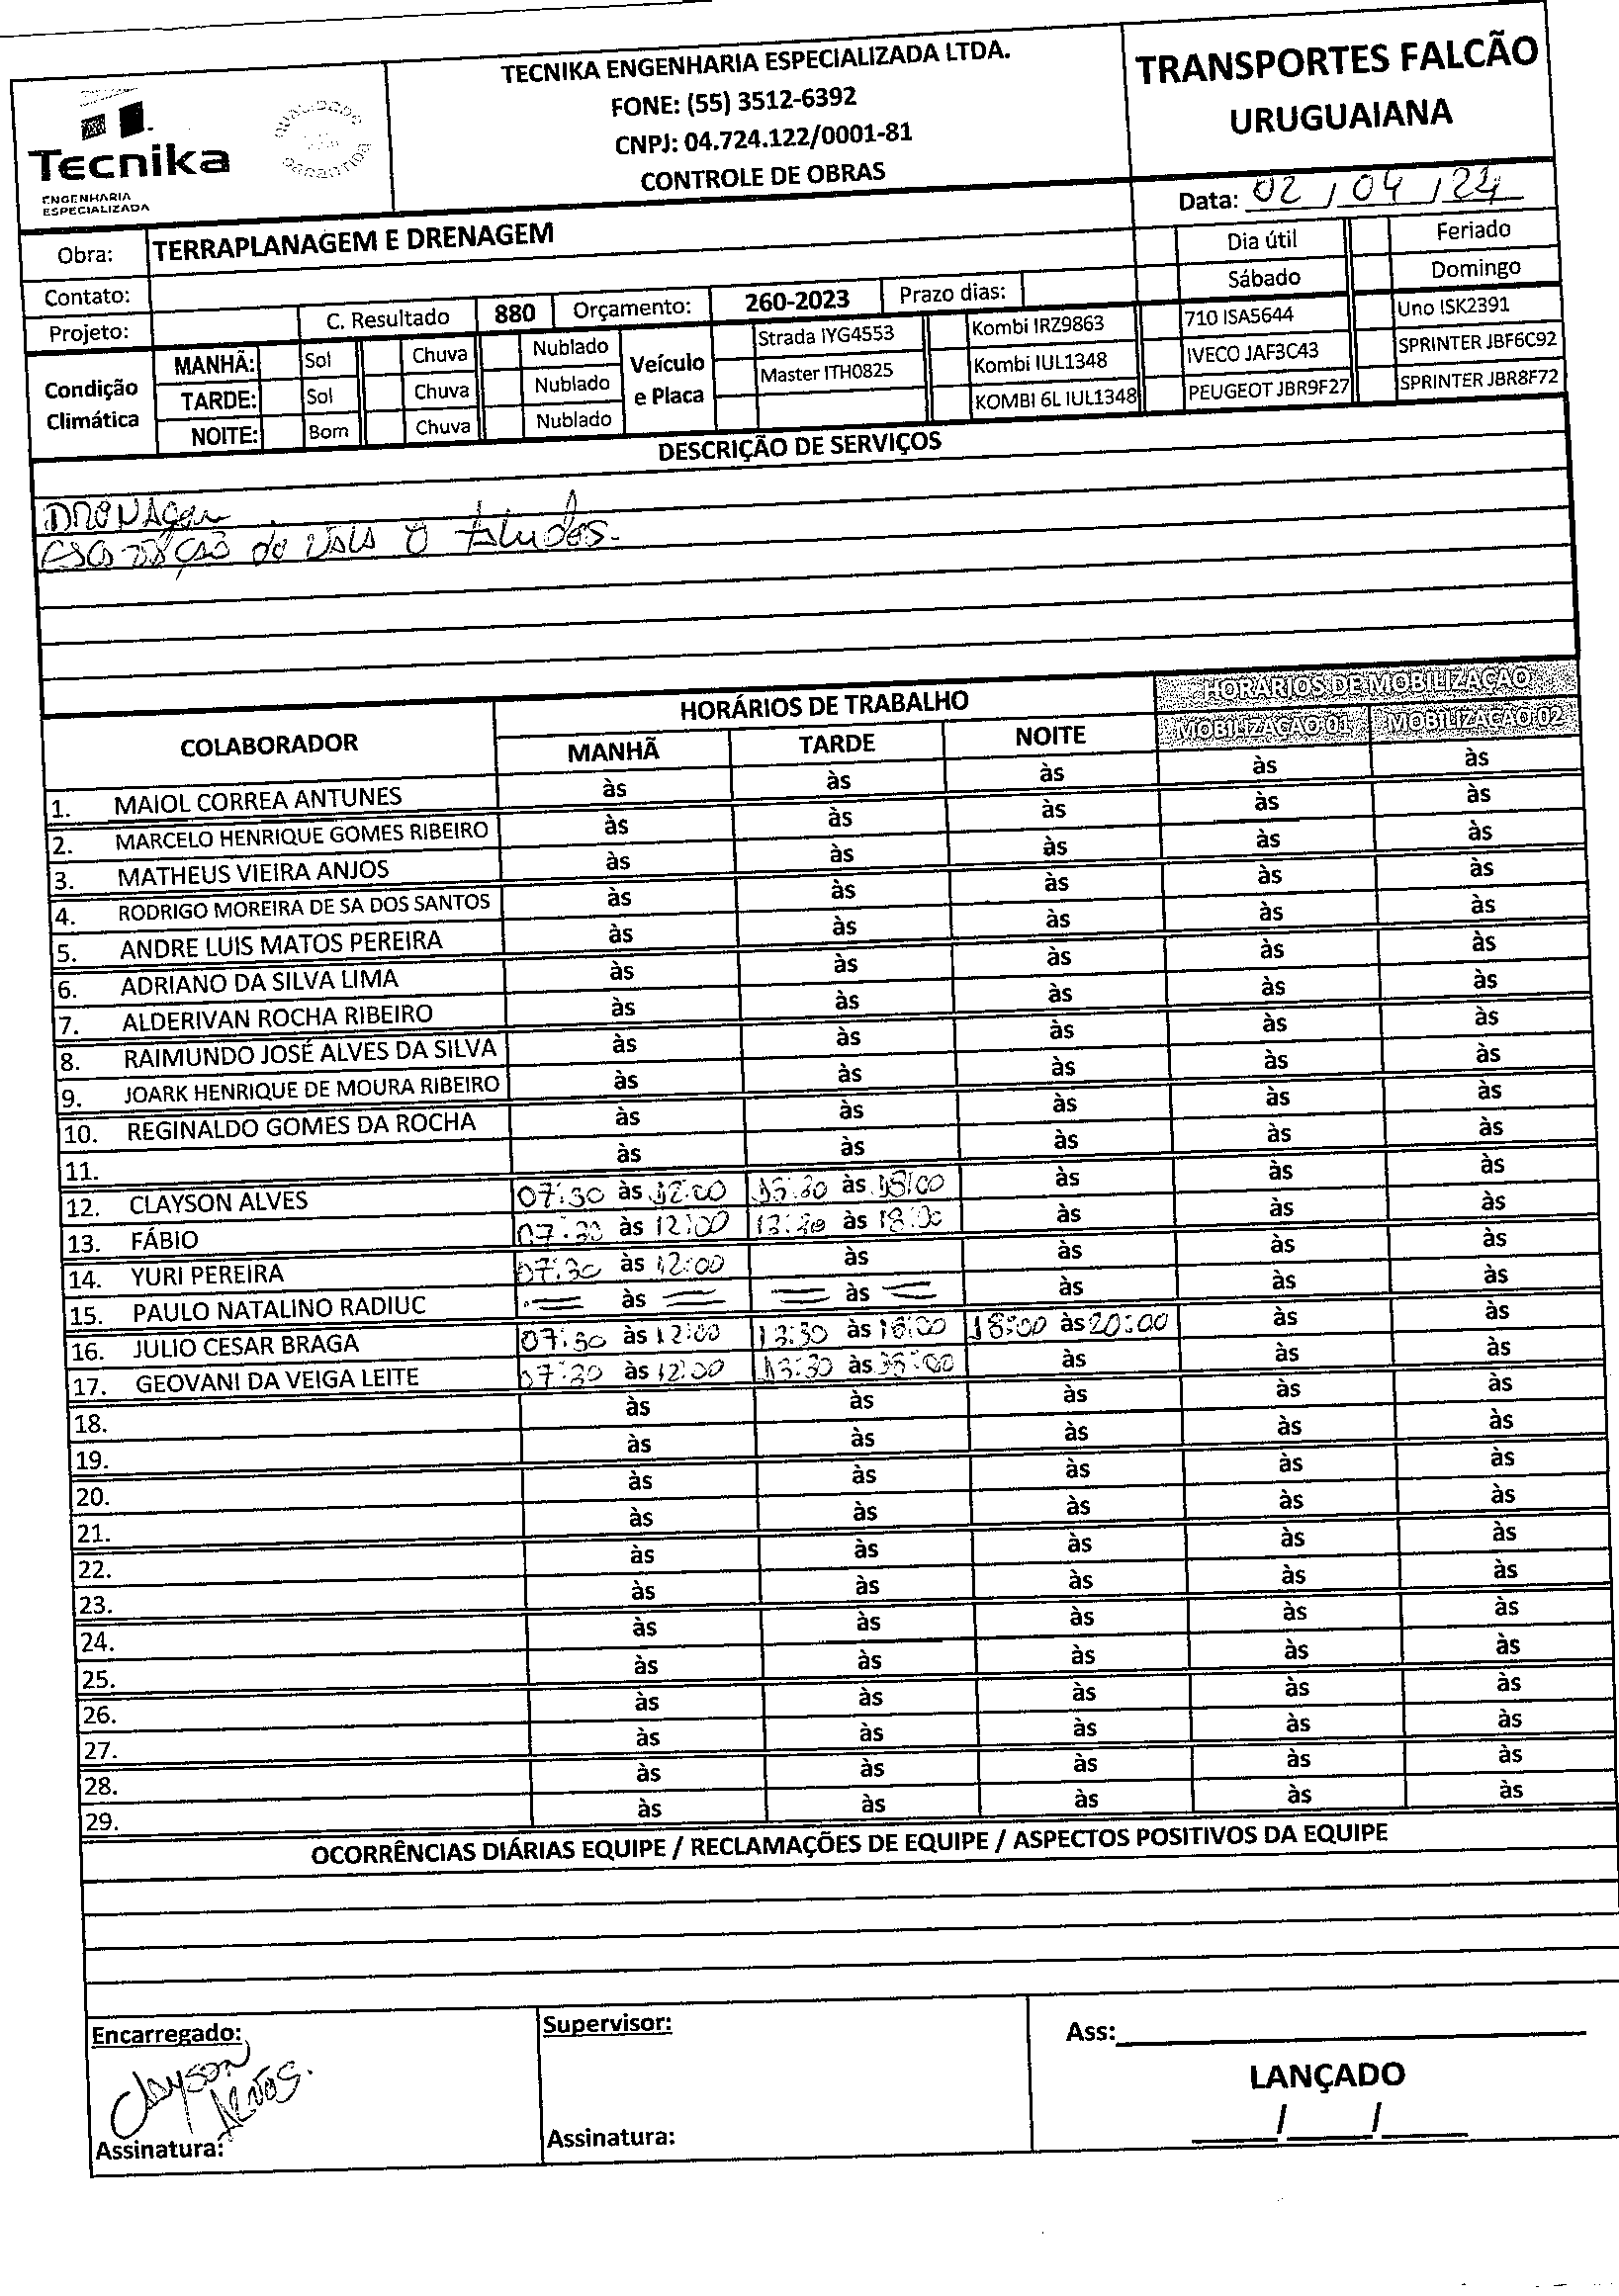 TECNIKA ENGENHARIA ESPECIALIZADA LTDA.
FONE: (55) 3512-6392
CNPJ: 04.724.122/0001-81
CONTROLE DE OBRAS
TRANSPORTES FALCÃO
URUGUAIANA
Tecnika
ENGENHARIA
ESPECIALIZADA
Data: 02 / 04 / 24
Obra: TERRAPLANAGEM E DRENAGEM
Dia útil Feriado
Contato:
Sábado Domingo
Projeto: C. Resultado 880 Orçamento: 260-2023 Prazo dias:
Condição Climática
MANHÃ: Sol Chuva Nublado
TARDE: Sol Chuva Nublado
NOITE: Bom Chuva Nublado
Veículo e Placa
Strada IYG4553 Kombi IRZ9863 710 ISA5644 Uno ISK2391
Master ITH0825 Kombi IUL1348 IVECO JAF3C43 SPRINTER JBF6C92
KOMBI 6L IUL1348 PEUGEOT JBR9F27 SPRINTER JBR8F72
DESCRIÇÃO DE SERVIÇOS
DRENAgem
escavação de vala e taludes.
COLABORADOR HORÁRIOS DE TRABALHO HORÁRIOS DE MOBILIZAÇÃO
MANHÃ TARDE NOITE MOBILIZAÇÃO 01 MOBILIZAÇÃO 02
1. MAIOL CORREA ANTUNES às às às às às
2. MARCELO HENRIQUE GOMES RIBEIRO às às às às às
3. MATHEUS VIEIRA ANJOS às às às às às
4. RODRIGO MOREIRA DE SA DOS SANTOS às às às às às
5. ANDRE LUIS MATOS PEREIRA às às às às às
6. ADRIANO DA SILVA LIMA às às às às às
7. ALDERIVAN ROCHA RIBEIRO às às às às às
8. RAIMUNDO JOSÉ ALVES DA SILVA às às às às às
9. JOARK HENRIQUE DE MOURA RIBEIRO às às às às às
10. REGINALDO GOMES DA ROCHA às às às às às
11. às às às às às
12. CLAYSON ALVES 07:30 às 12:00 13:30 às 18:00 às às às
13. FÁBIO 07:30 às 12:00 13:30 às 18:00 às às às
14. YURI PEREIRA 07:30 às 12:00 às às às às
15. PAULO NATALINO RADIUC às às às às às
16. JULIO CESAR BRAGA 07:30 às 12:00 13:30 às 18:00 18:00 às 20:00 às às
17. GEOVANI DA VEIGA LEITE 07:30 às 12:00 13:30 às 18:00 às às às
18. às às às às às
19. às às às às às
20. às às às às às
21. às às às às às
22. às às às às às
23. às às às às às
24. às às às às às
25. às às às às às
26. às às às às às
27. às às às às às
28. às às às às às
29. às às às às às
OCORRÊNCIAS DIÁRIAS EQUIPE / RECLAMAÇÕES DE EQUIPE / ASPECTOS POSITIVOS DA EQUIPE
Encarregado: Supervisor: Ass:
Clayson
Alves.
LANÇADO
Assinatura: Assinatura: / /